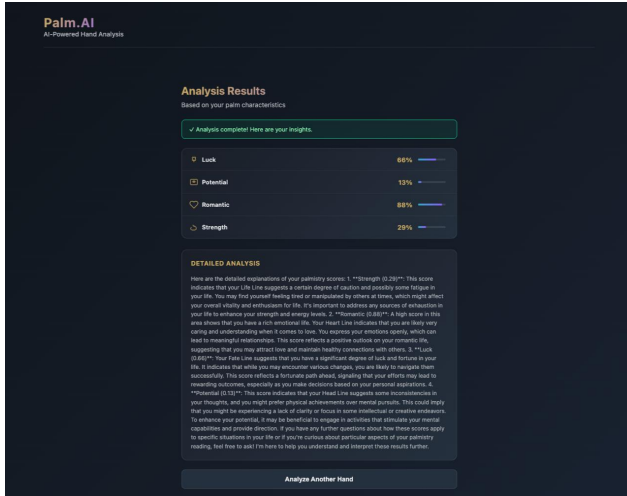 Palm.AI
AI-Powered Hand Analysis
Analysis Results
Based on your palm characteristics
✓ Analysis complete! Here are your insights.
Luck 66%
Potential 13%
Romantic 88%
Strength 29%
DETAILED ANALYSIS
Here are the detailed explanations of your palmistry scores: 1. **Strength (0.29)**: This score
indicates that your Life Line suggests a certain degree of caution and possibly some fatigue in
your life. You may find yourself feeling tired or manipulated by others at times, which might affect
your overall vitality and enthusiasm for life. It's important to address any sources of exhaustion in
your life to enhance your strength and energy levels. 2. **Romantic (0.88)**: A high score in this
area shows that you have a rich emotional life. Your Heart Line indicates that you are likely very
caring and understanding when it comes to love. You express your emotions openly, which can
lead to meaningful relationships. This score reflects a positive outlook on your romantic life,
suggesting that you may attract love and maintain healthy connections with others. 3. **Luck
(0.66)**: Your Fate Line suggests that you have a significant degree of luck and fortune in your
life. It indicates that while you may encounter various changes, you are likely to navigate them
successfully. This score reflects a fortunate path ahead, signaling that your efforts may lead to
rewarding outcomes, especially as you make decisions based on your personal aspirations. 4.
**Potential (0.13)**: This score indicates that your Head Line suggests some inconsistencies in
your thoughts, and you might prefer physical achievements over mental pursuits. This could imply
that you might be experiencing a lack of clarity or focus in some intellectual or creative endeavors.
To enhance your potential, it may be beneficial to engage in activities that stimulate your mental
capabilities and provide direction. If you have any further questions about how these scores apply
to specific situations in your life or if you're curious about particular aspects of your palmistry
reading, feel free to ask! I'm here to help you understand and interpret these results further.
Analyze Another Hand